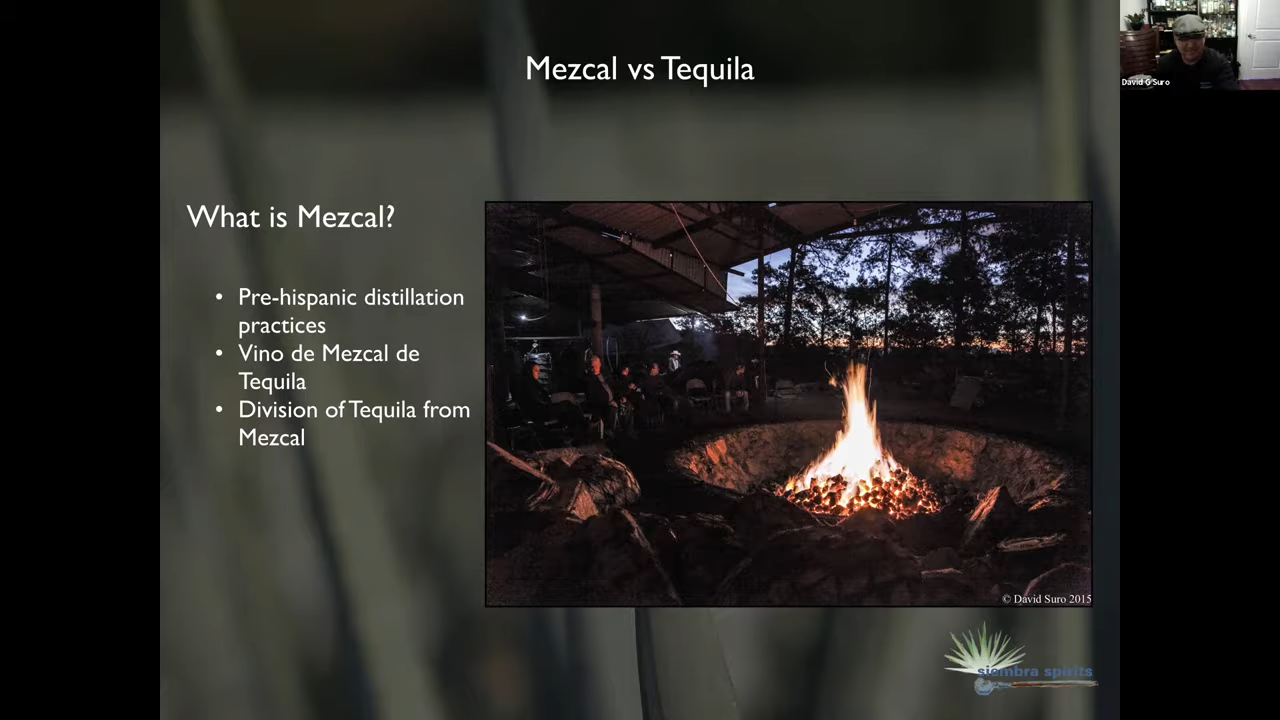 Mezcal vs Tequila
David G Suro
What is Mezcal?
• Pre-hispanic distillation
practices
• Vino de Mezcal de
Tequila
• Division of Tequila from
Mezcal
© David Suro 2015
siembra spirits